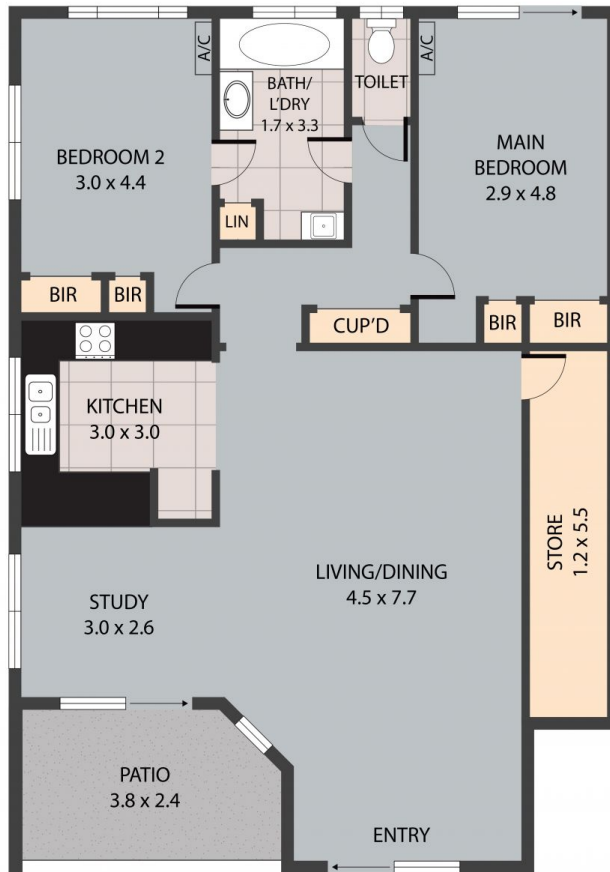 A/C
BATH/
L'DRY
1.7 x 3.3
TOILET
A/C
BEDROOM 2
3.0 x 4.4
MAIN
BEDROOM
2.9 x 4.8
LIN
BIR
BIR
CUP'D
BIR
BIR
KITCHEN
3.0 x 3.0
STORE
1.2 x 5.5
LIVING/DINING
4.5 x 7.7
STUDY
3.0 x 2.6
PATIO
3.8 x 2.4
ENTRY